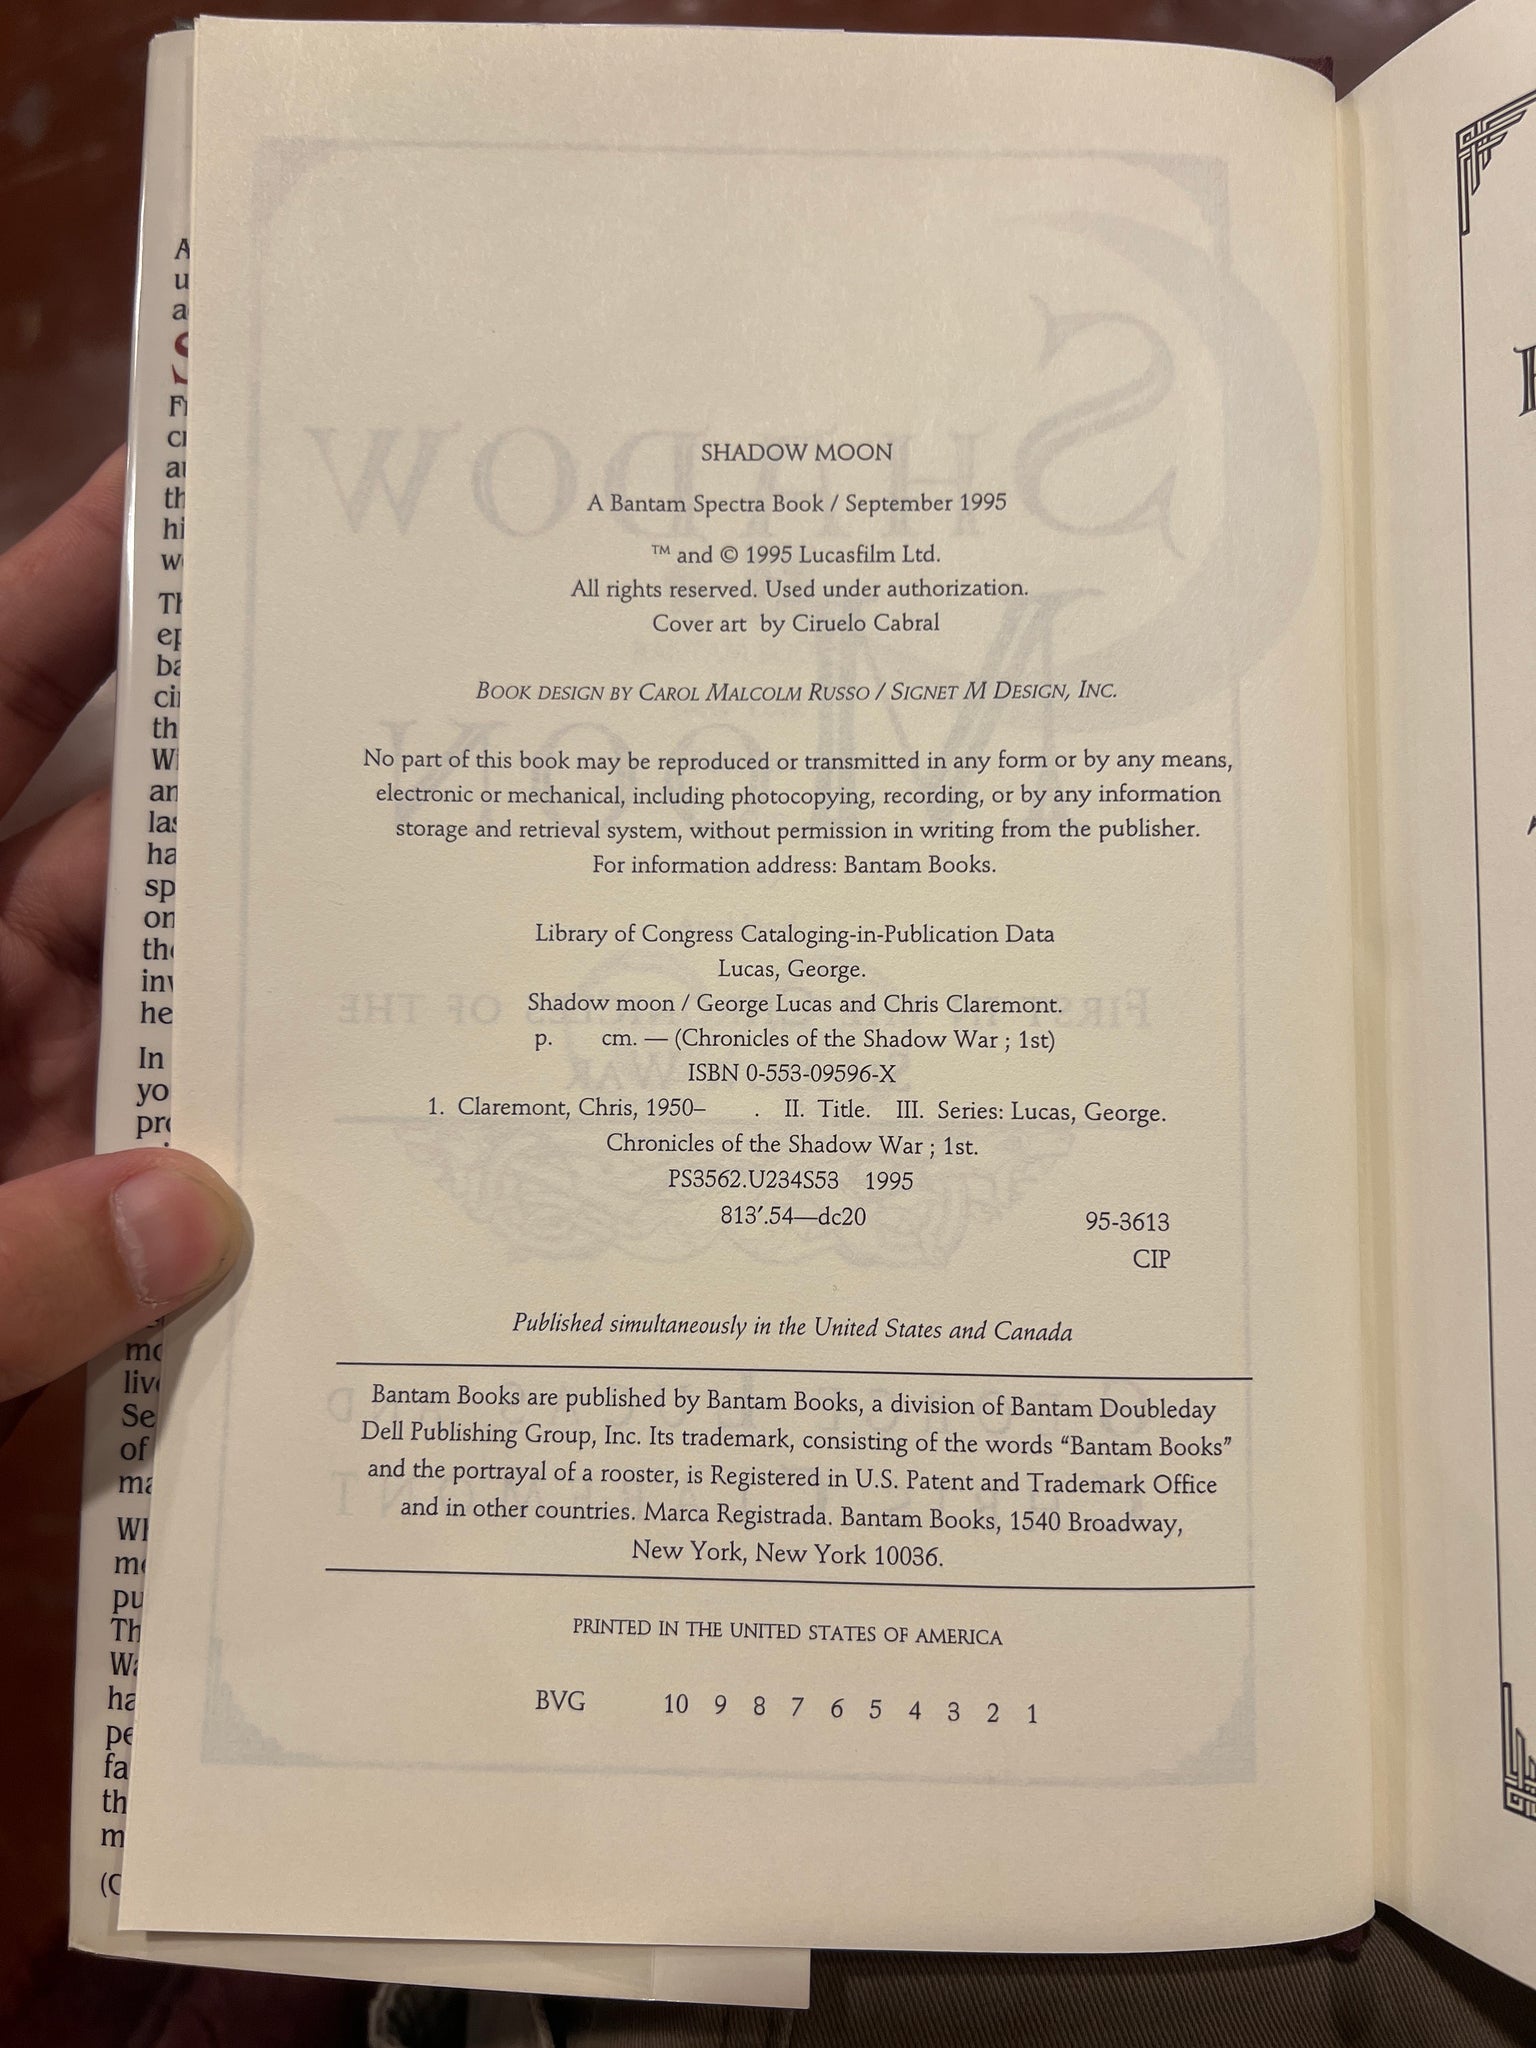 SHADOW MOON
A Bantam Spectra Book / September 1995
™ and © 1995 Lucasfilm Ltd.
All rights reserved. Used under authorization.
Cover art by Ciruelo Cabral
BOOK DESIGN BY CAROL MALCOLM RUSSO / SIGNET M DESIGN, INC.
No part of this book may be reproduced or transmitted in any form or by any means,
electronic or mechanical, including photocopying, recording, or by any information
storage and retrieval system, without permission in writing from the publisher.
For information address: Bantam Books.
Library of Congress Cataloging-in-Publication Data
Lucas, George.
Shadow moon / George Lucas and Chris Claremont.
p. cm. — (Chronicles of the Shadow War ; 1st)
ISBN 0-553-09596-X
1. Claremont, Chris, 1950– . II. Title. III. Series: Lucas, George.
Chronicles of the Shadow War ; 1st.
PS3562.U234S53 1995
813′.54—dc20 95-3613
CIP
Published simultaneously in the United States and Canada
Bantam Books are published by Bantam Books, a division of Bantam Doubleday
Dell Publishing Group, Inc. Its trademark, consisting of the words “Bantam Books”
and the portrayal of a rooster, is Registered in U.S. Patent and Trademark Office
and in other countries. Marca Registrada. Bantam Books, 1540 Broadway,
New York, New York 10036.
PRINTED IN THE UNITED STATES OF AMERICA
BVG 10 9 8 7 6 5 4 3 2 1